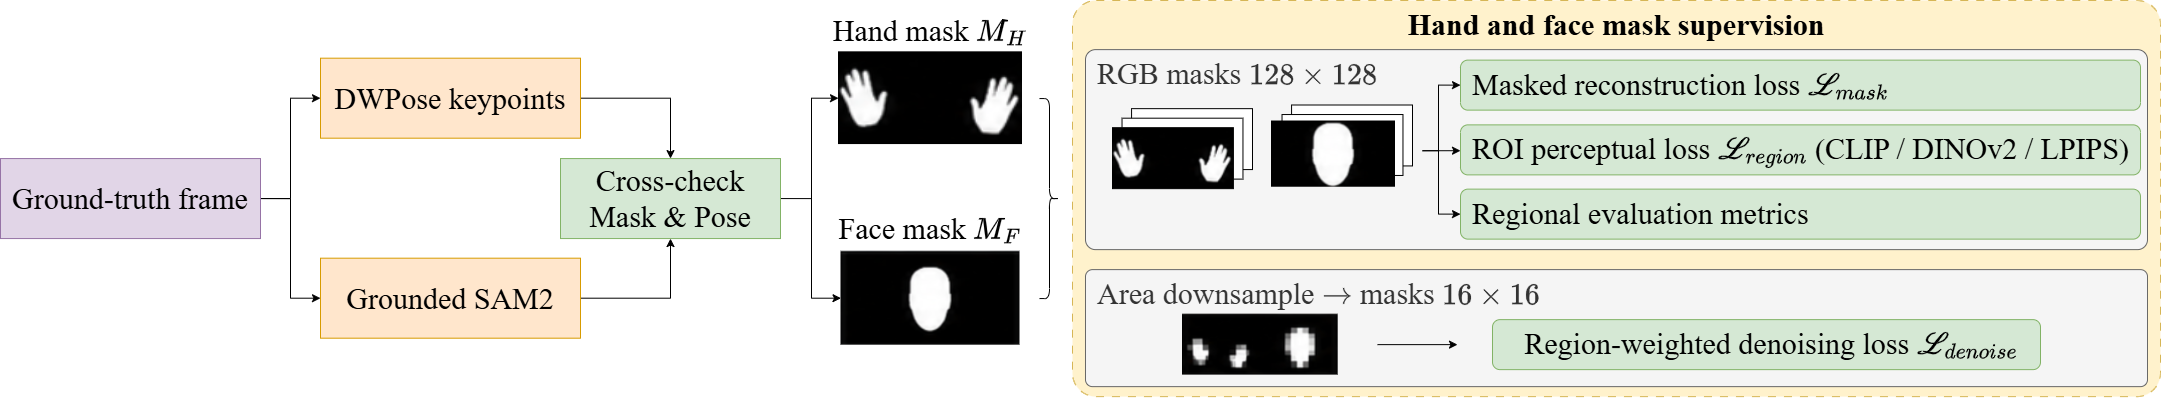 Ground-truth frame
DWPose keypoints
Grounded SAM2
Cross-check
Mask & Pose
Hand mask M_H
Face mask M_F
Hand and face mask supervision
RGB masks 128 × 128
Masked reconstruction loss ℒ_mask
ROI perceptual loss ℒ_region (CLIP / DINOv2 / LPIPS)
Regional evaluation metrics
Area downsample → masks 16 × 16
Region-weighted denoising loss ℒ_denoise